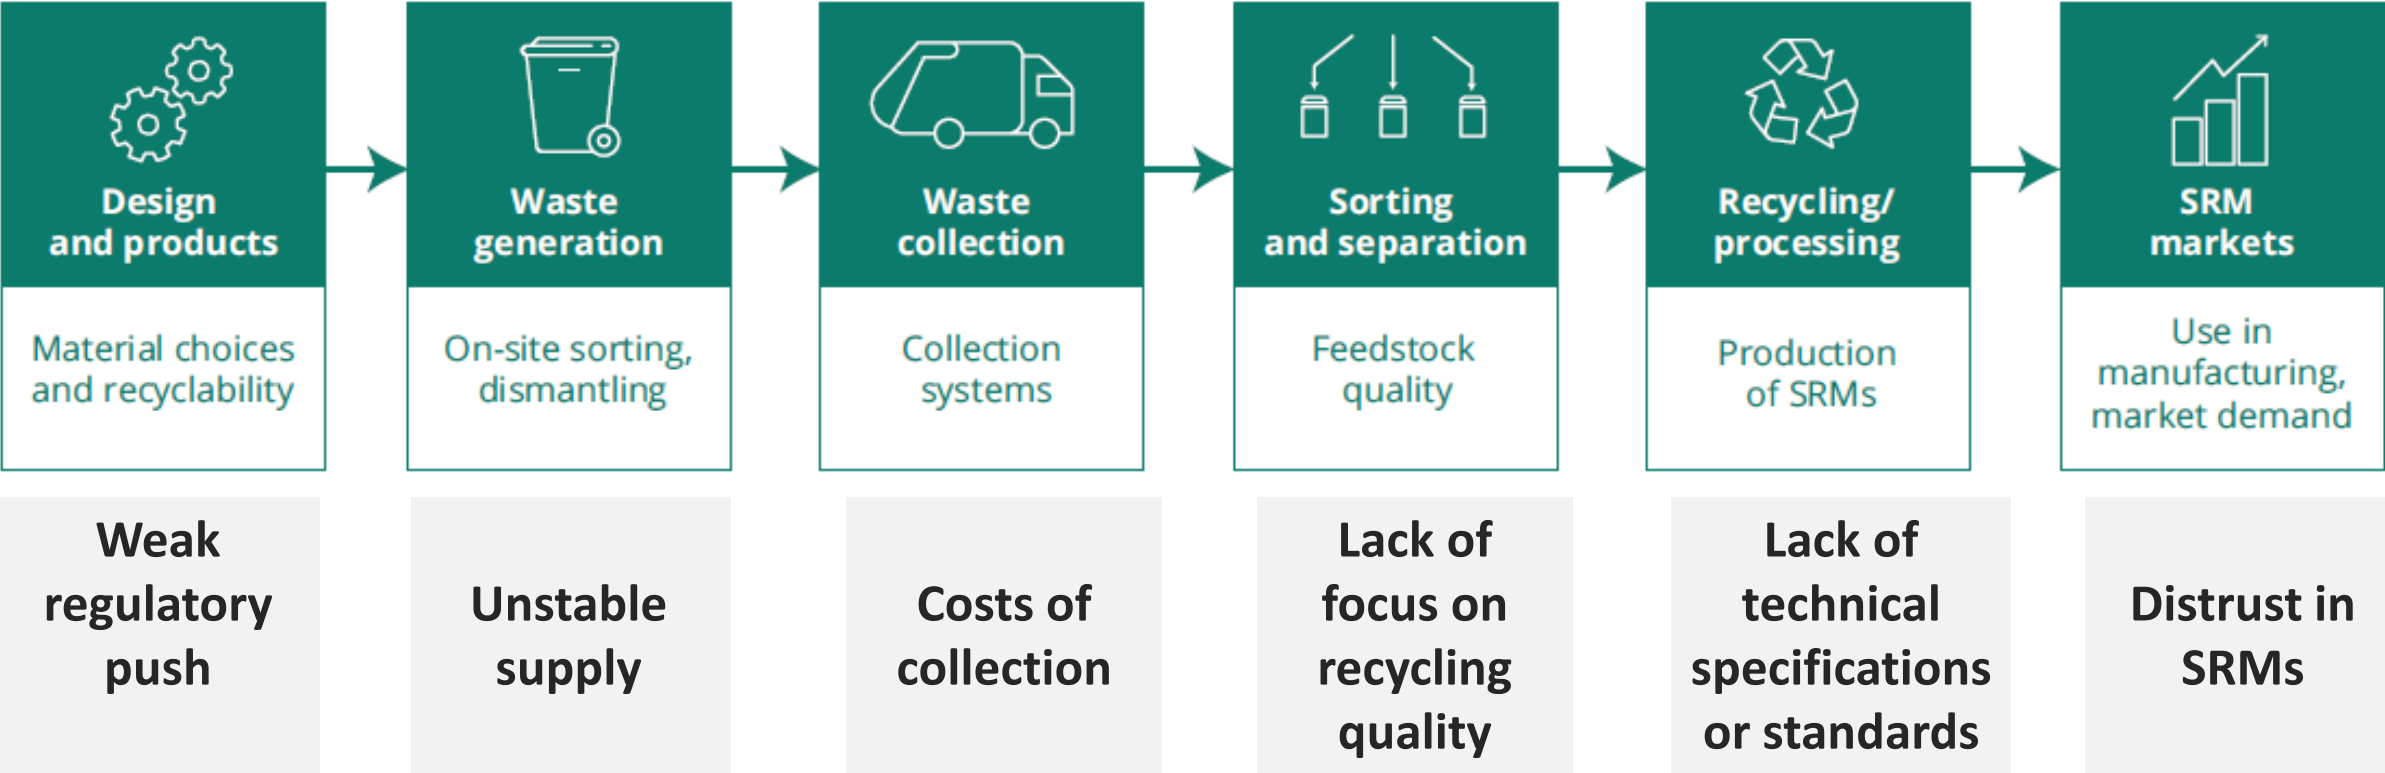 Design
and products
Material choices
and recyclability
Weak
regulatory
push
Waste
generation
On-site sorting,
dismantling
Unstable
supply
Waste
collection
Collection
systems
Costs of
collection
Sorting
and separation
Feedstock
quality
Lack of
focus on
recycling
quality
Recycling/
processing
Production
of SRMs
Lack of
technical
specifications
or standards
SRM
markets
Use in
manufacturing,
market demand
Distrust in
SRMs